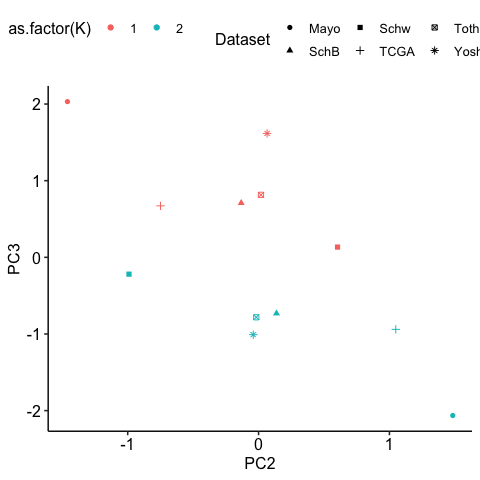 as.factor(K) 1 2 Dataset Mayo Schw Toth
SchB TCGA Yosh
2
1
0
-1
-2
PC3
-1 0 1
PC2